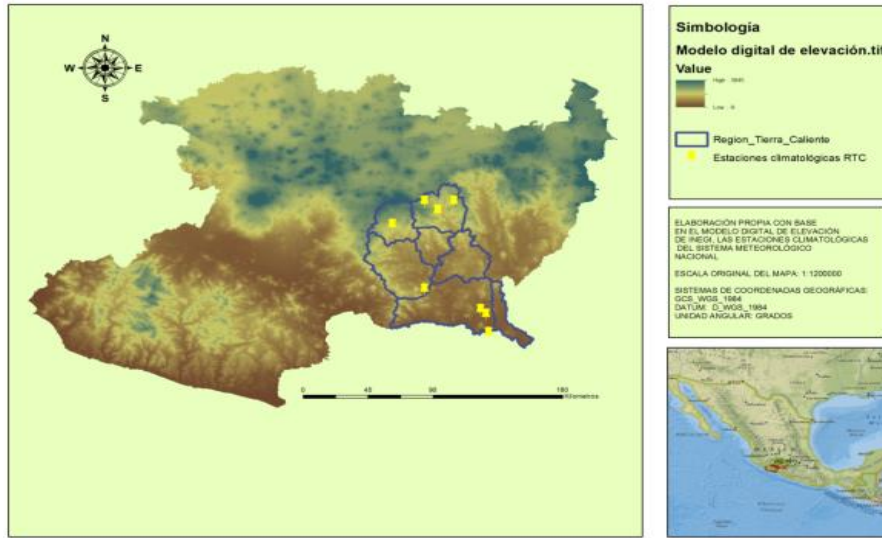 N
W
E
S
0
45
90
180
Kilometros
Simbología
Modelo digital de elevación.tif
Value
High
Low
Region_Tierra_Caliente
Estaciones climatológicas RTC
ELABORACIÓN PROPIA CON BASE
EN EL MODELO DIGITAL DE ELEVACIÓN
DE INEGI, LAS ESTACIONES CLIMATOLÓGICAS
DEL SISTEMA METEOROLÓGICO
NACIONAL
ESCALA ORIGINAL DEL MAPA: 1:1200000
SISTEMAS DE COORDENADAS GEOGRÁFICAS:
GCS_WGS_1984
DATUM: D_WGS_1984
UNIDAD ANGULAR: GRADOS